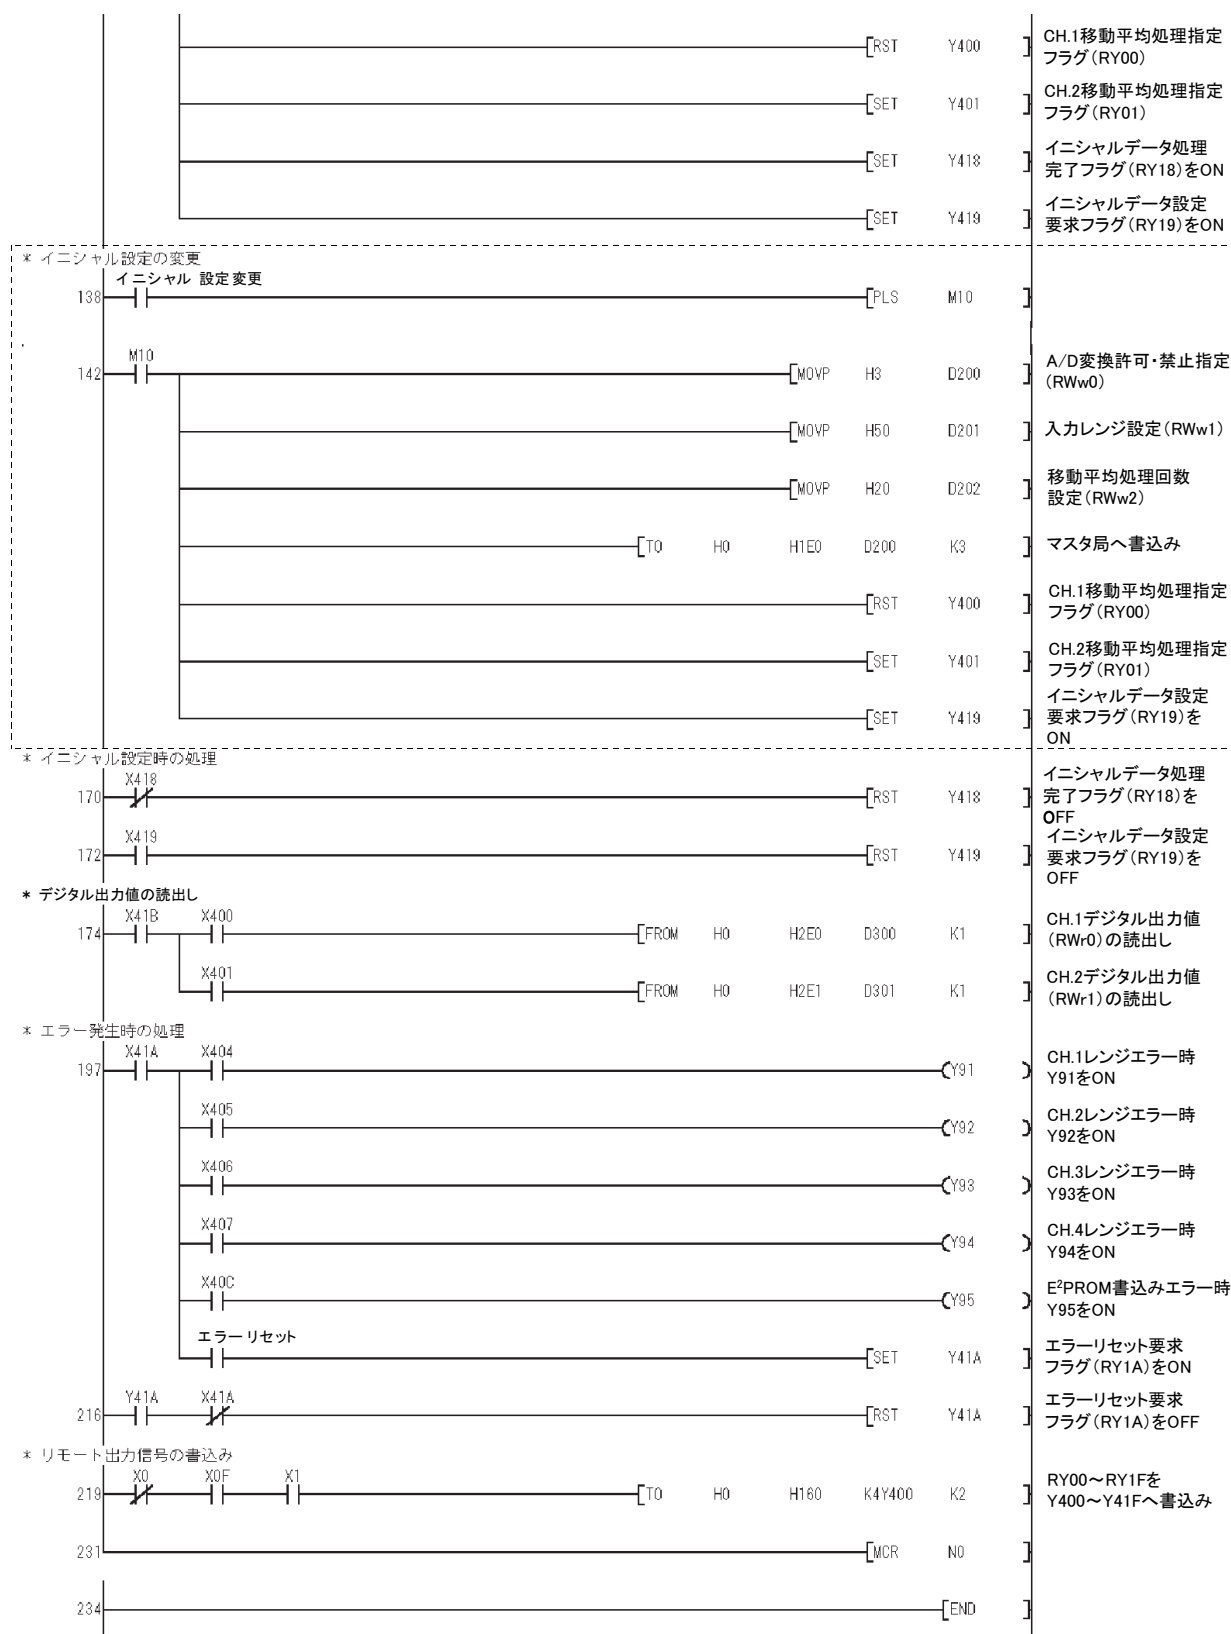 RST Y400
CH.1移動平均処理指定
フラグ(RY00)
SET Y401
CH.2移動平均処理指定
フラグ(RY01)
SET Y418
イニシャルデータ処理
完了フラグ(RY18)をON
SET Y419
イニシャルデータ設定
要求フラグ(RY19)をON
* イニシャル設定の変更
イニシャル 設定変更
138 PLS M10
M10
142 MOVP H3 D200
A/D変換許可・禁止指定
(RWw0)
MOVP H50 D201
入力レンジ設定(RWw1)
MOVP H20 D202
移動平均処理回数
設定(RWw2)
TO H0 H1E0 D200 K3
マスタ局へ書込み
RST Y400
CH.1移動平均処理指定
フラグ(RY00)
SET Y401
CH.2移動平均処理指定
フラグ(RY01)
SET Y419
イニシャルデータ設定
要求フラグ(RY19)を
ON
* イニシャル設定時の処理
X418
170 RST Y418
イニシャルデータ処理
完了フラグ(RY18)を
OFF
X419
172 RST Y419
イニシャルデータ設定
要求フラグ(RY19)を
OFF
* デジタル出力値の読出し
X41B X400
174 FROM H0 H2E0 D300 K1
CH.1デジタル出力値
(RWr0)の読出し
X401
FROM H0 H2E1 D301 K1
CH.2デジタル出力値
(RWr1)の読出し
* エラー発生時の処理
X41A X404
197 Y91
CH.1レンジエラー時
Y91をON
X405
Y92
CH.2レンジエラー時
Y92をON
X406
Y93
CH.3レンジエラー時
Y93をON
X407
Y94
CH.4レンジエラー時
Y94をON
X40C
Y95
E²PROM書込みエラー時
Y95をON
エラーリセット
SET Y41A
エラーリセット要求
フラグ(RY1A)をON
Y41A X41A
216 RST Y41A
エラーリセット要求
フラグ(RY1A)をOFF
* リモート出力信号の書込み
X0 X0F X1
219 TO H0 H160 K4Y400 K2
RY00～RY1Fを
Y400～Y41Fへ書込み
231 MCR N0
234 END